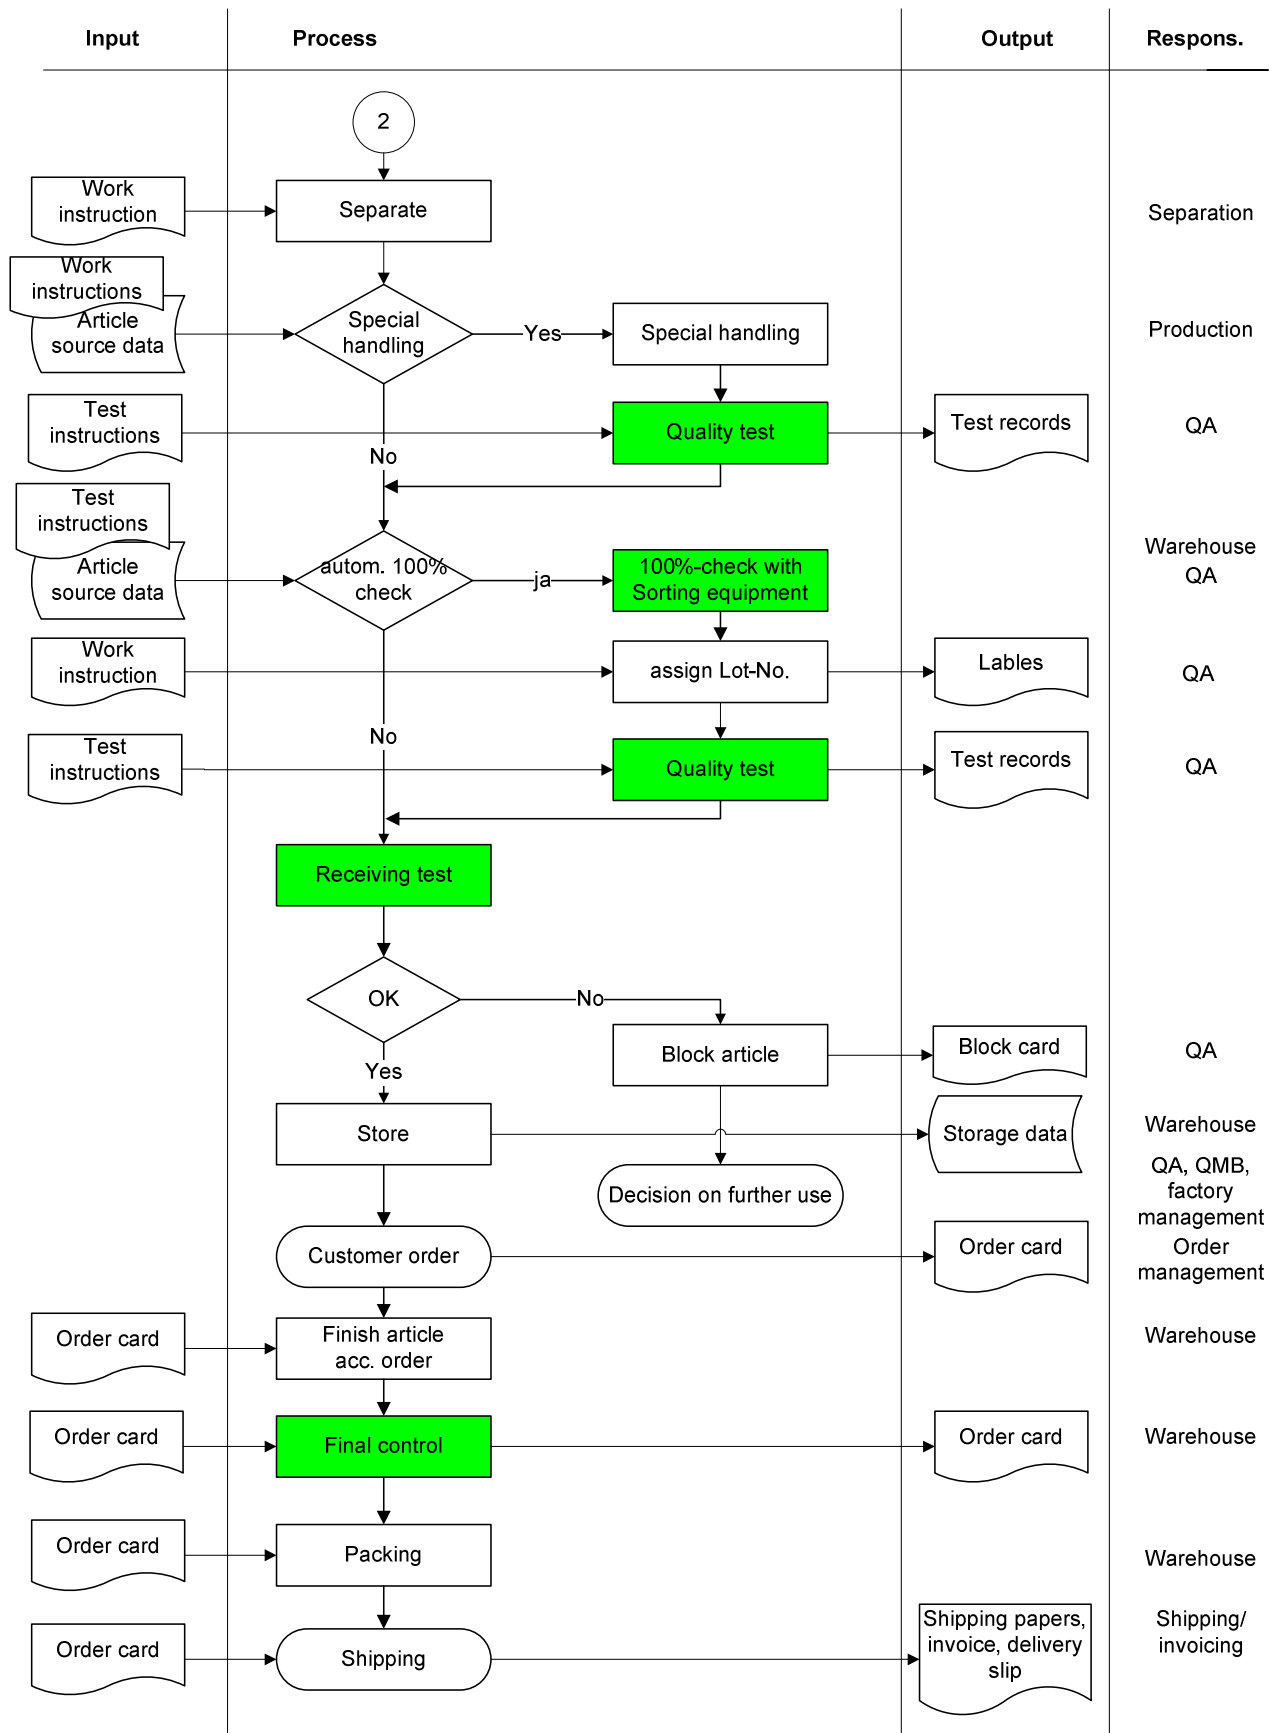 Input
Process
Output
Respons.
2
Work
instruction
Separate
Separation
Work
instructions
Article
source data
Special
handling
Yes
Special handling
Production
Test
instructions
Quality test
Test records
QA
No
Test
instructions
Article
source data
autom. 100%
check
ja
100%-check with
Sorting equipment
Warehouse
QA
Work
instruction
assign Lot-No.
Lables
QA
No
Test
instructions
Quality test
Test records
QA
Receiving test
OK
No
Yes
Block article
Block card
QA
Store
Storage data
Warehouse
Decision on further use
QA, QMB,
factory
management
Customer order
Order card
Order
management
Order card
Finish article
acc. order
Warehouse
Order card
Final control
Order card
Warehouse
Order card
Packing
Warehouse
Order card
Shipping
Shipping papers,
invoice, delivery
slip
Shipping/
invoicing